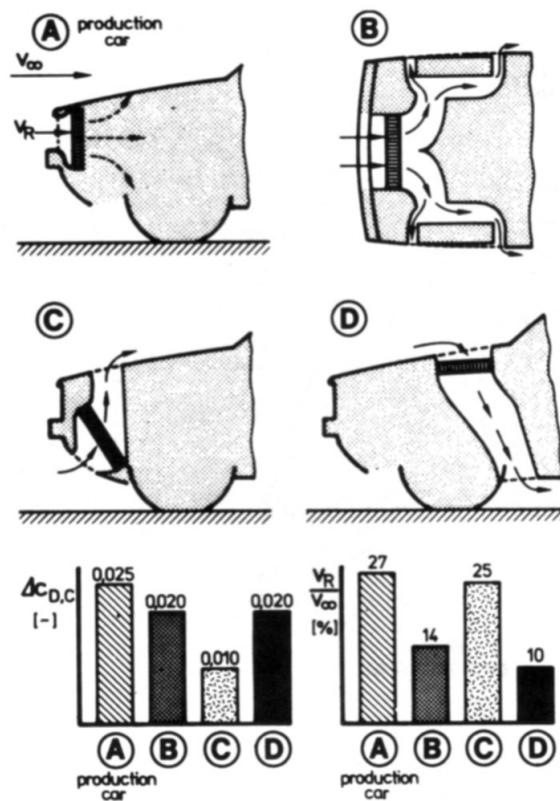 A production
car
B
V∞
VR
C
D
0,025
0,020
0,010
0,020
ΔcD,C
[-]
A B C D
production
car
27
14
25
10
VR
V∞
[%]
A B C D
production
car